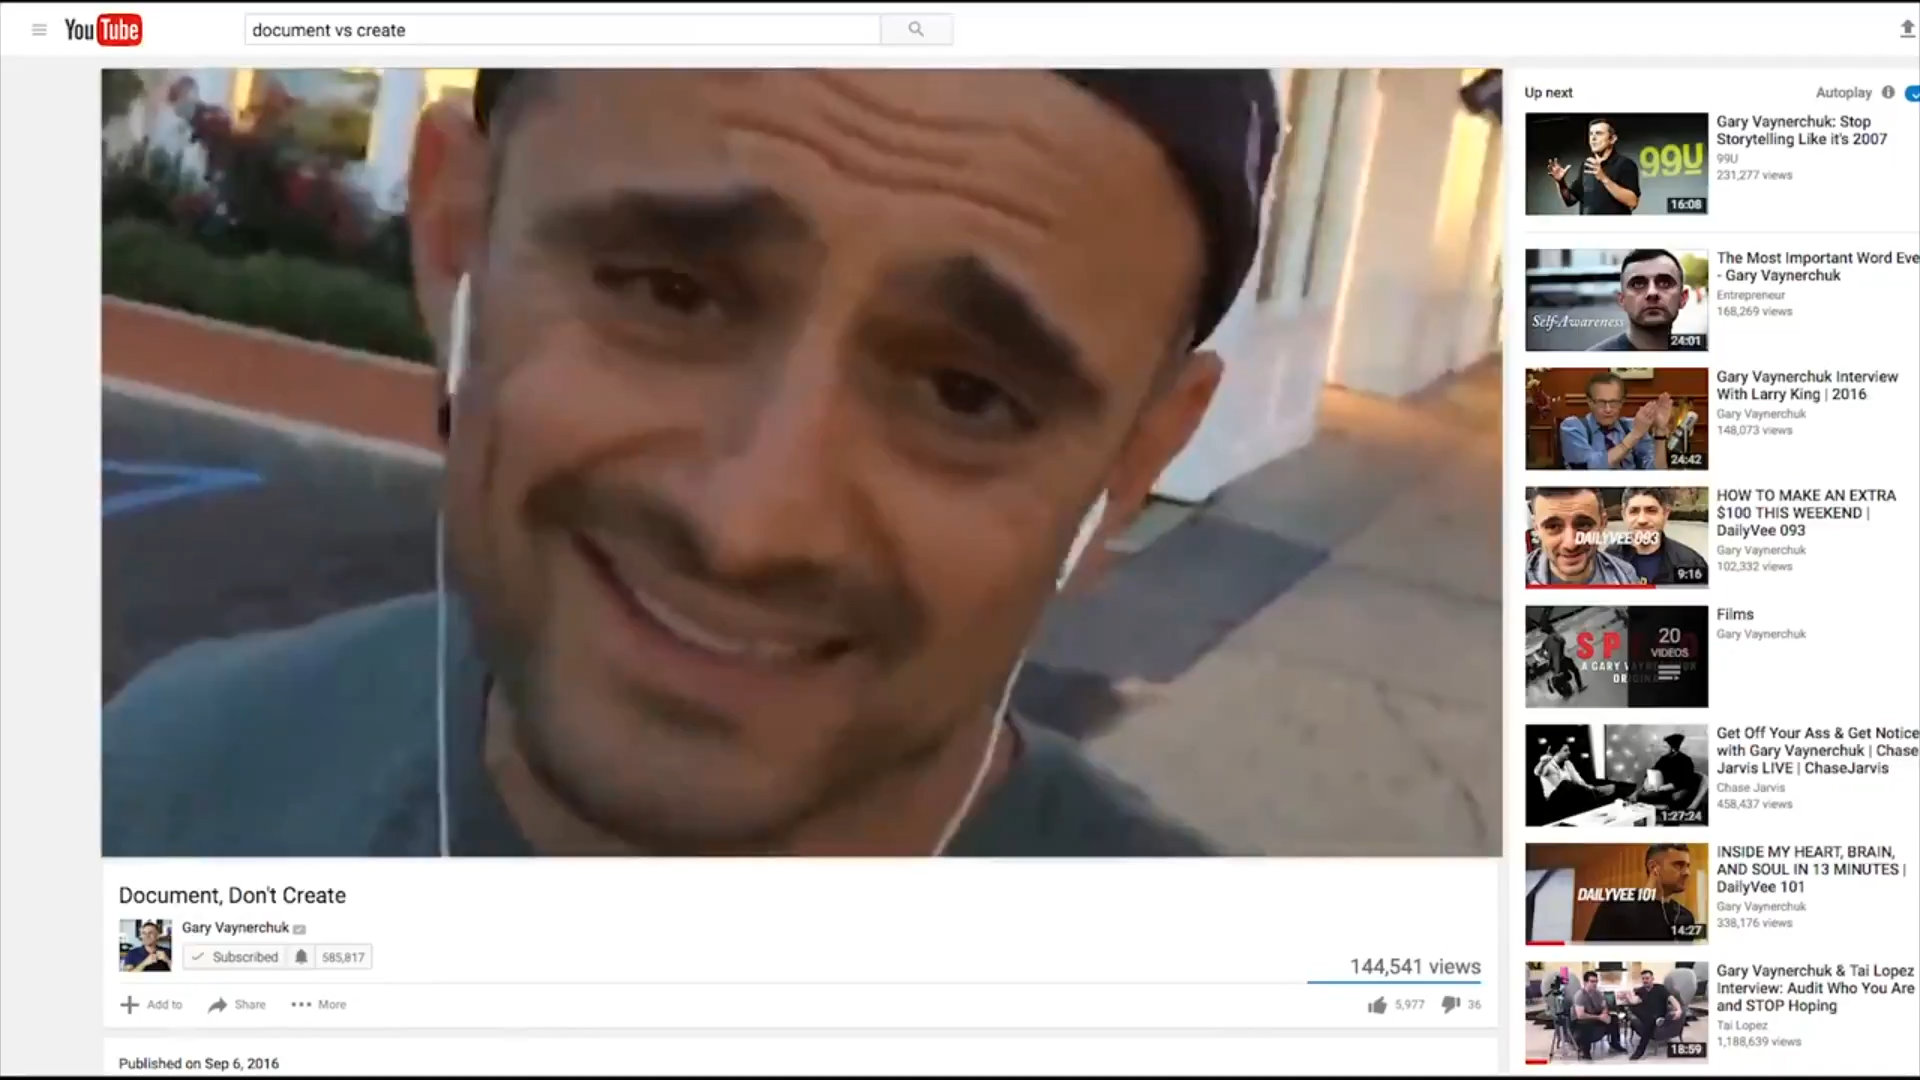 YouTube
document vs create
Up next
Autoplay
Gary Vaynerchuk: Stop
Storytelling Like it's 2007
99U
231,277 views
99U
16:08
The Most Important Word Eve
- Gary Vaynerchuk
Entrepreneur
168,269 views
Self-Awareness
24:01
Gary Vaynerchuk Interview
With Larry King | 2016
Gary Vaynerchuk
148,073 views
24:42
HOW TO MAKE AN EXTRA
$100 THIS WEEKEND |
DailyVee 093
Gary Vaynerchuk
102,332 views
DAILYVEE 093
9:16
Films
Gary Vaynerchuk
20
VIDEOS
SP
A GARY
Get Off Your Ass & Get Notice
with Gary Vaynerchuk | Chase
Jarvis LIVE | ChaseJarvis
Chase Jarvis
458,437 views
1:27:24
INSIDE MY HEART, BRAIN,
AND SOUL IN 13 MINUTES |
DailyVee 101
Gary Vaynerchuk
338,176 views
DAILYVEE 101
14:27
Gary Vaynerchuk & Tai Lopez
Interview: Audit Who You Are
and STOP Hoping
Tai Lopez
1,188,639 views
18:59
Document, Don't Create
Gary Vaynerchuk
Subscribed
585,817
144,541 views
Add to
Share
More
5,977
36
Published on Sep 6, 2016